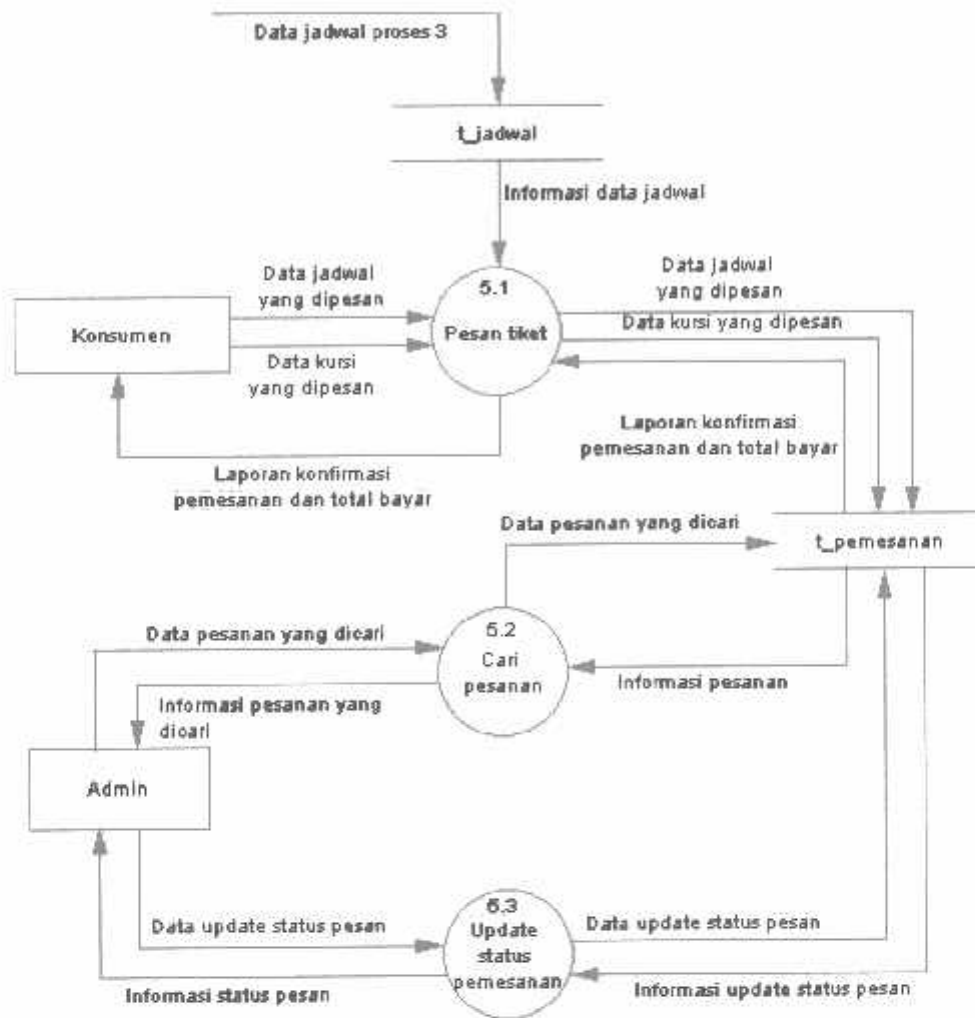 Data jadwal proses 3
t_jadwal
Informasi data jadwal
Data jadwal
yang dipesan
5.1
Pesan tiket
Data jadwal
yang dipesan
Data kursi yang dipesan
Konsumen
Data kursi
yang dipesan
Laporan konfirmasi
pemesanan dan total bayar
Laporan konfirmasi
pemesanan dan total bayar
Data pesanan yang dicari
t_pemesanan
Data pesanan yang dicari
5.2
Cari
pesanan
Informasi pesanan
Informasi pesanan yang
dicari
Admin
Data update status pesan
5.3
Update
status
pemesanan
Data update status pesan
Informasi status pesan
Informasi update status pesan